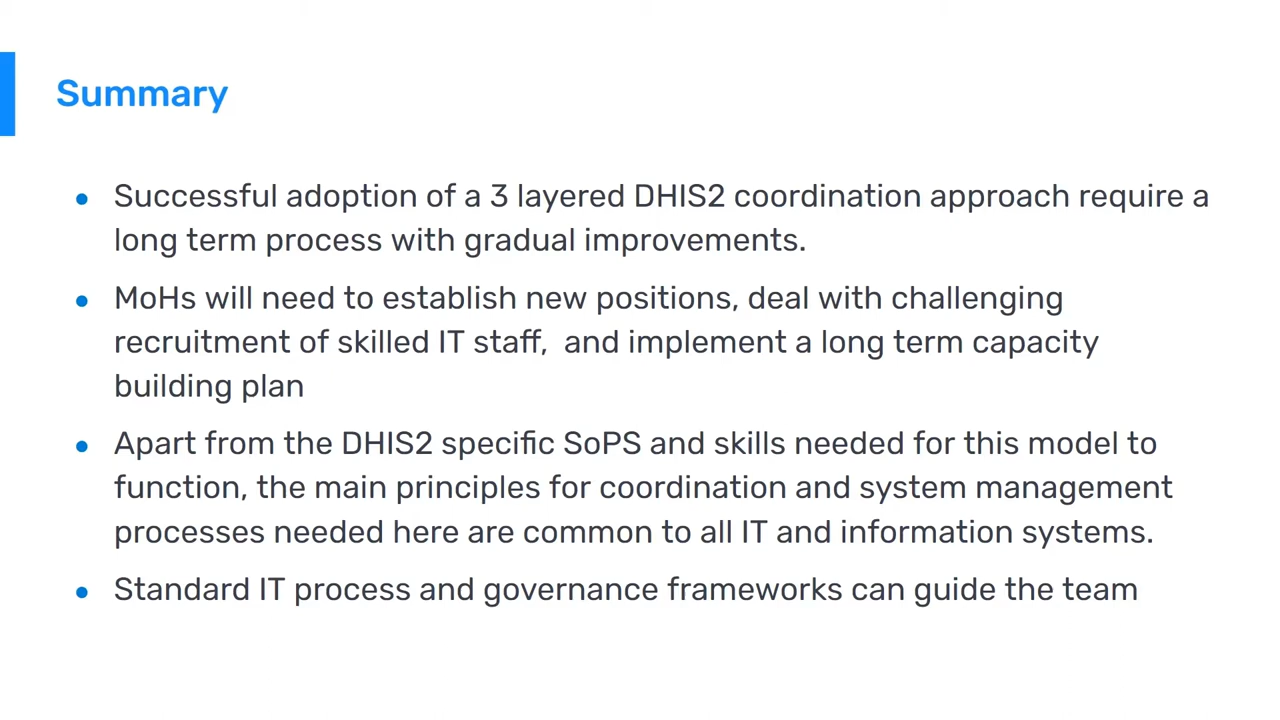 Summary
• Successful adoption of a 3 layered DHIS2 coordination approach require a
long term process with gradual improvements.
• MoHs will need to establish new positions, deal with challenging
recruitment of skilled IT staff,  and implement a long term capacity
building plan
• Apart from the DHIS2 specific SoPS and skills needed for this model to
function, the main principles for coordination and system management
processes needed here are common to all IT and information systems.
• Standard IT process and governance frameworks can guide the team